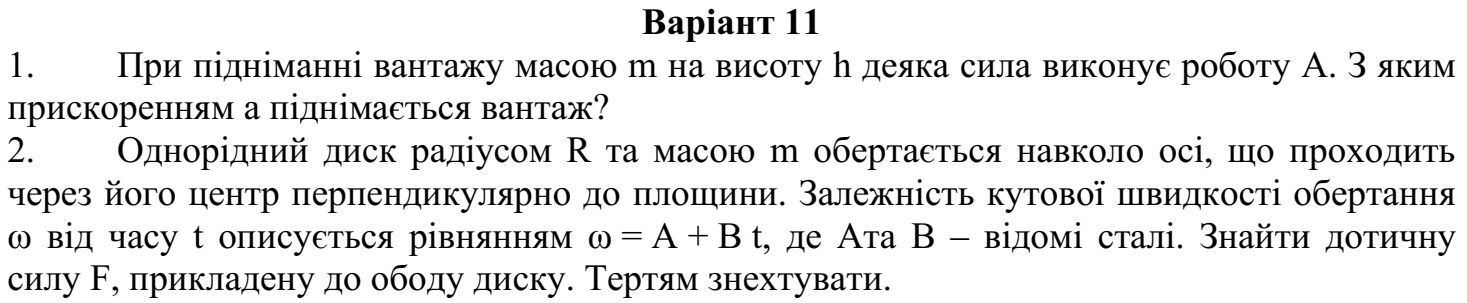 Варіант 11
1. При підніманні вантажу масою m на висоту h деяка сила виконує роботу A. З яким
прискоренням a піднімається вантаж?
2. Однорідний диск радіусом R та масою m обертається навколо осі, що проходить
через його центр перпендикулярно до площини. Залежність кутової швидкості обертання
ω від часу t описується рівнянням ω = A + B t, де Aта B – відомі сталі. Знайти дотичну
силу F, прикладену до ободу диску. Тертям знехтувати.